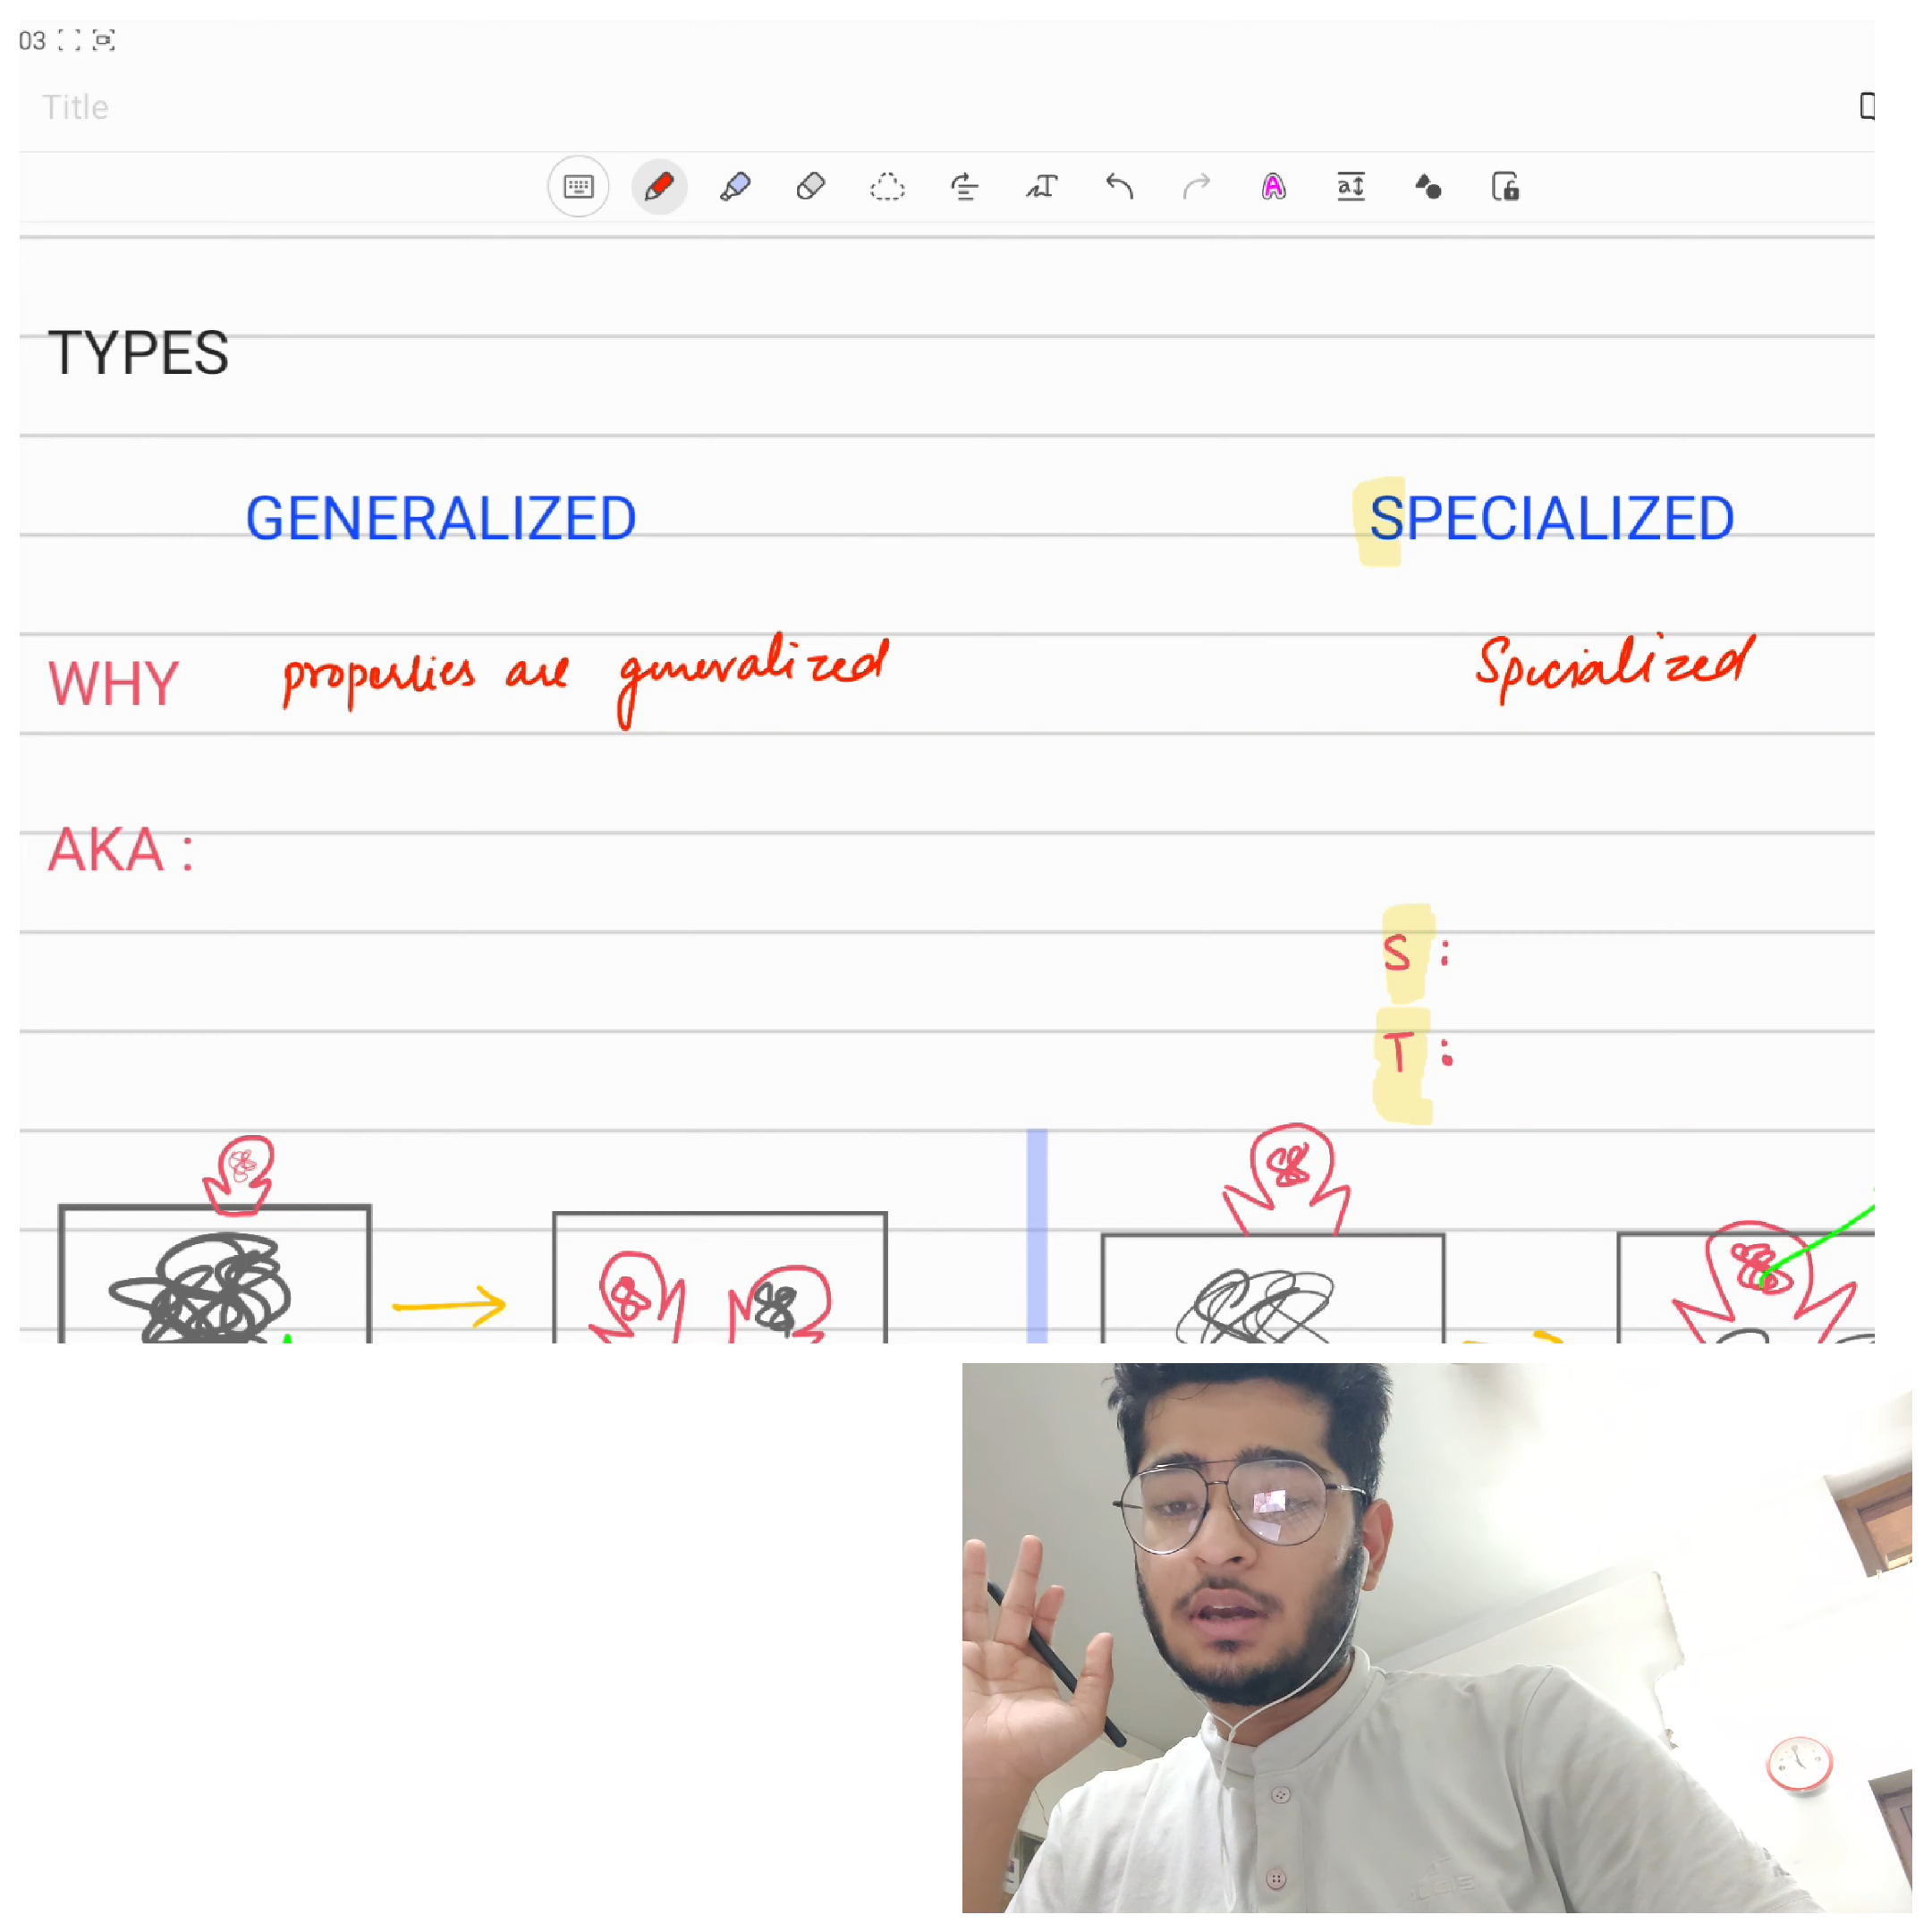 03
Title
TYPES
GENERALIZED SPECIALIZED
WHY properties are generalized Specialized
AKA :
S :
T :